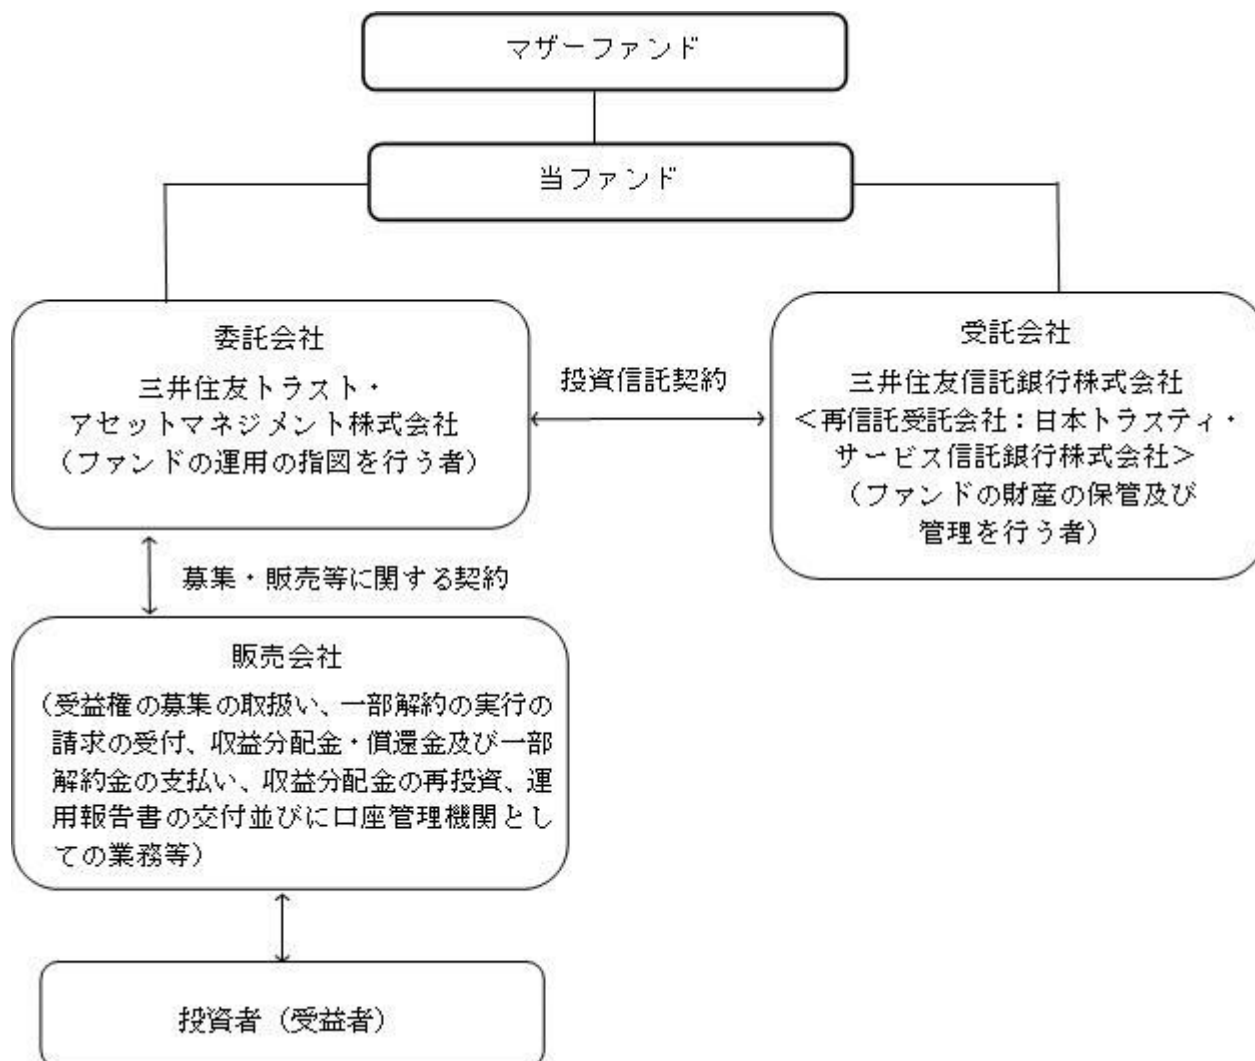 マザーファンド
当ファンド
委託会社
三井住友トラスト・
アセットマネジメント株式会社
（ファンドの運用の指図を行う者）
投資信託契約
受託会社
三井住友信託銀行株式会社
＜再信託受託会社：日本トラスティ・
サービス信託銀行株式会社＞
（ファンドの財産の保管及び
管理を行う者）
募集・販売等に関する契約
販売会社
（受益権の募集の取扱い、一部解約の実行の
請求の受付、収益分配金・償還金及び一部
解約金の支払い、収益分配金の再投資、運
用報告書の交付並びに口座管理機関とし
ての業務等）
投資者（受益者）